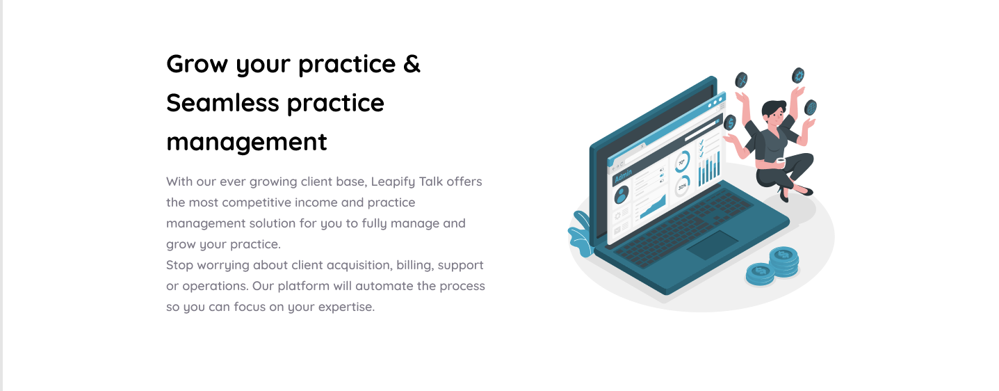 Grow your practice &
Seamless practice
management
With our ever growing client base, Leapify Talk offers
the most competitive income and practice
management solution for you to fully manage and
grow your practice.
Stop worrying about client acquisition, billing, support
or operations. Our platform will automate the process
so you can focus on your expertise.
Admin
70°
30%
$
$
$